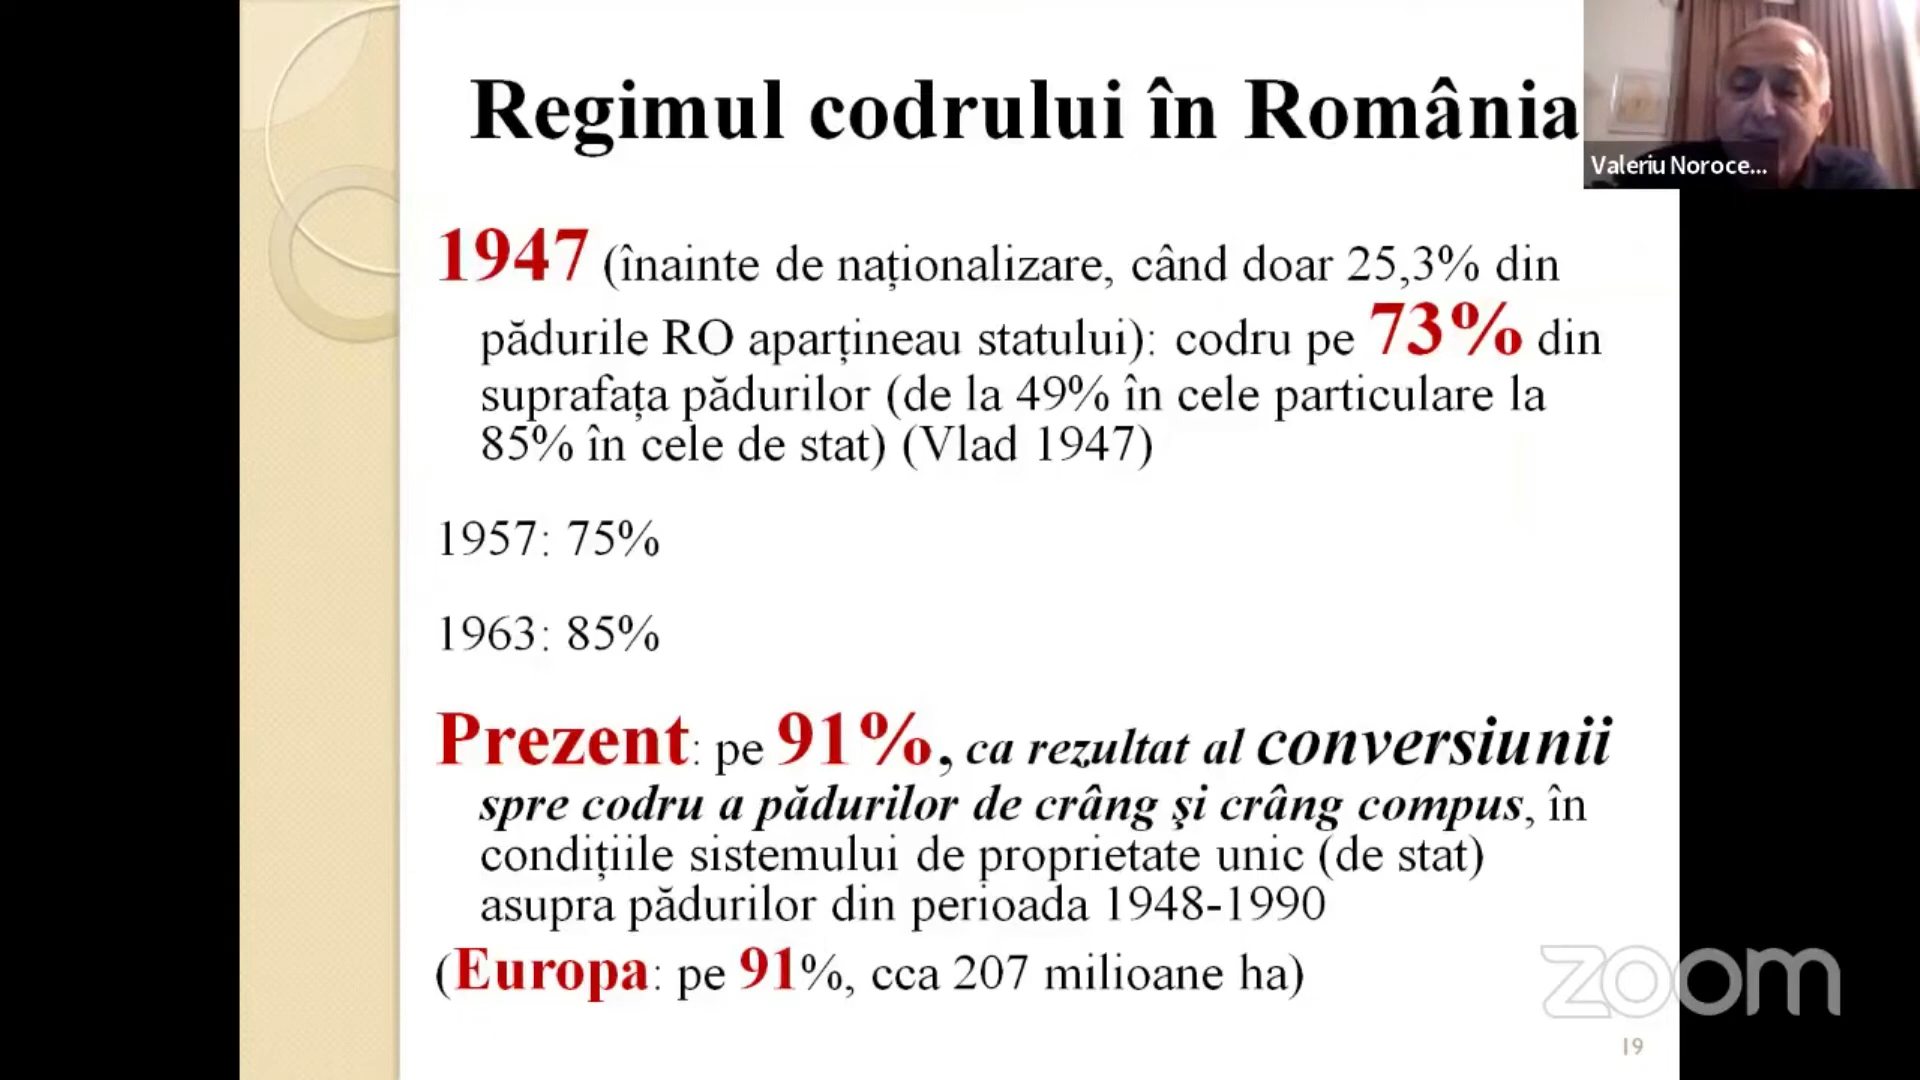 Regimul codrului în România
Valeriu Noroce...
1947 (înainte de naționalizare, când doar 25,3% din
pădurile RO aparțineau statului): codru pe 73% din
suprafața pădurilor (de la 49% în cele particulare la
85% în cele de stat) (Vlad 1947)
1957: 75%
1963: 85%
Prezent: pe 91%, ca rezultat al conversiunii
spre codru a pădurilor de crâng şi crâng compus, în
condițiile sistemului de proprietate unic (de stat)
asupra pădurilor din perioada 1948-1990
(Europa: pe 91%, cca 207 milioane ha)
zoom
19